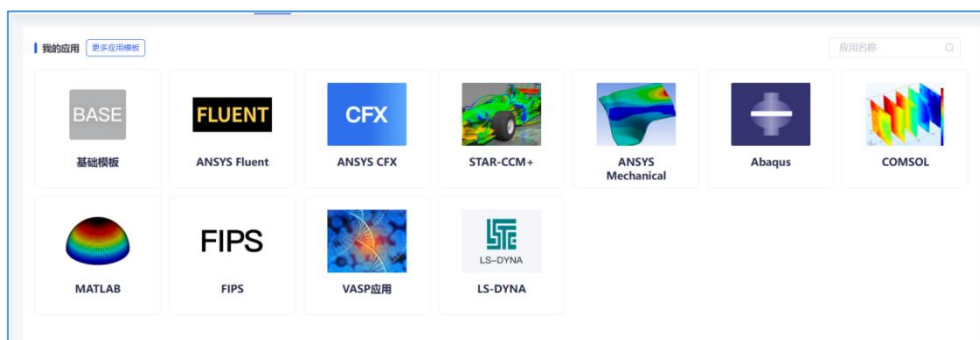 我的应用 更多应用模板 应用名称
BASE FLUENT CFX
基础模板 ANSYS Fluent ANSYS CFX STAR-CCM+ ANSYS Abaqus COMSOL
Mechanical
FIPS
LS-DYNA
MATLAB FIPS VASP应用 LS-DYNA